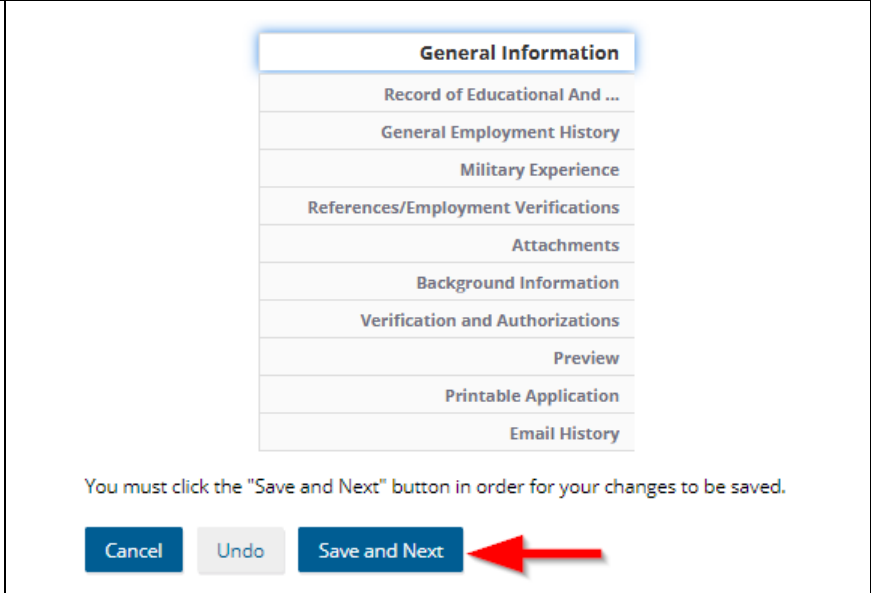 General Information
Record of Educational And ...
General Employment History
Military Experience
References/Employment Verifications
Attachments
Background Information
Verification and Authorizations
Preview
Printable Application
Email History
You must click the "Save and Next" button in order for your changes to be saved.
Cancel Undo Save and Next